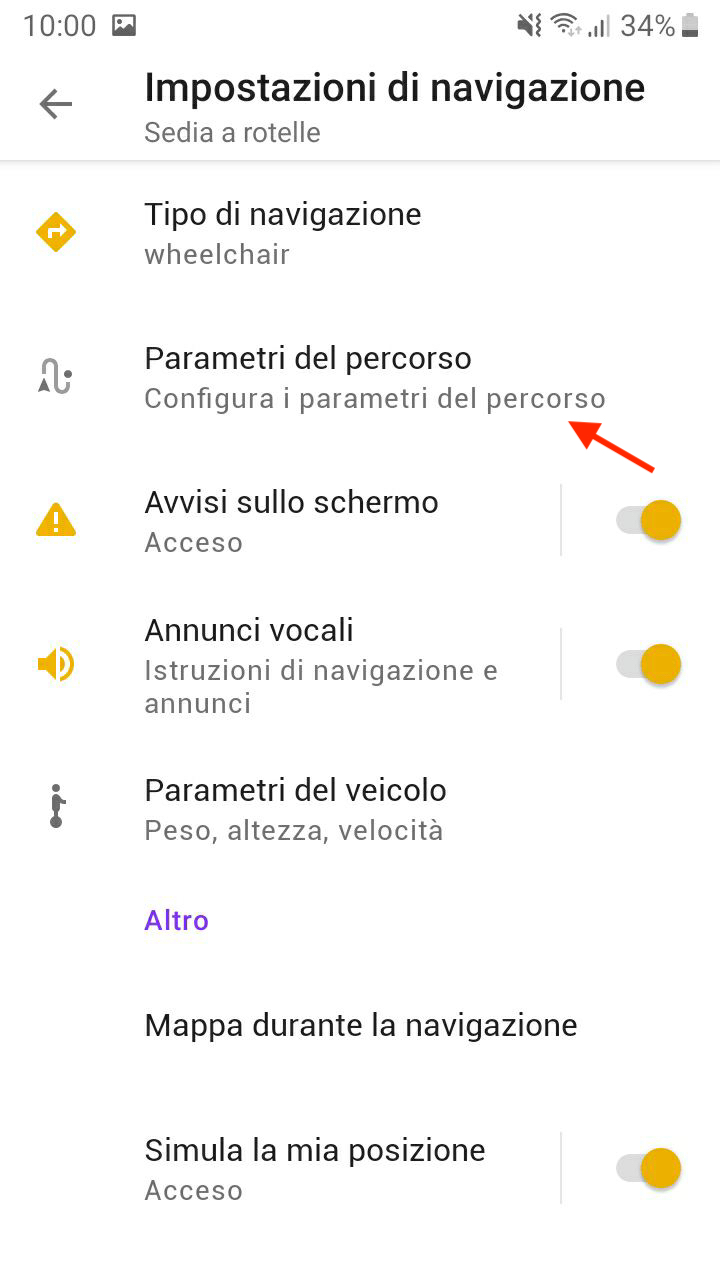 10:00 34%
Impostazioni di navigazione
Sedia a rotelle
Tipo di navigazione
wheelchair
Parametri del percorso
Configura i parametri del percorso
Avvisi sullo schermo
Acceso
Annunci vocali
Istruzioni di navigazione e
annunci
Parametri del veicolo
Peso, altezza, velocità
Altro
Mappa durante la navigazione
Simula la mia posizione
Acceso